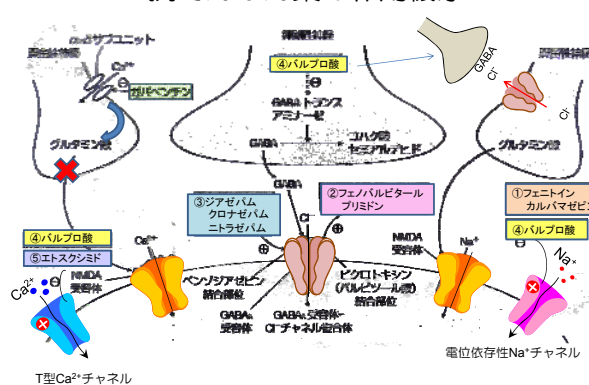 α₂δサブユニット
Ca²⁺
⊖
ガバペンチン
グルタミン酸
④バルプロ酸
⊖
GABAトランス
アミナーゼ
GABA
コハク酸
セミアルデヒド
GABA
GABA
Cl⁻
Cl⁻
グルタミン酸
③ジアゼパム
クロナゼパム
ニトラゼパム
②フェノバルビタール
プリミドン
①フェニトイン
カルバマゼピ
④バルプロ酸
④バルプロ酸
⑤エトスクシミド
Ca²⁺
⊕
Cl⁻
⊕
NMDA
受容体
Na⁺
⊖
Na⁺
Ca²⁺
⊖
NMDA
受容体
ベンゾジアゼピン
結合部位
ピクロトキシン
(バルビツール酸)
結合部位
GABAₐ
受容体
GABAₐ受容体-
Cl⁻チャネル複合体
電位依存性Na⁺チャネル
T型Ca²⁺チャネル